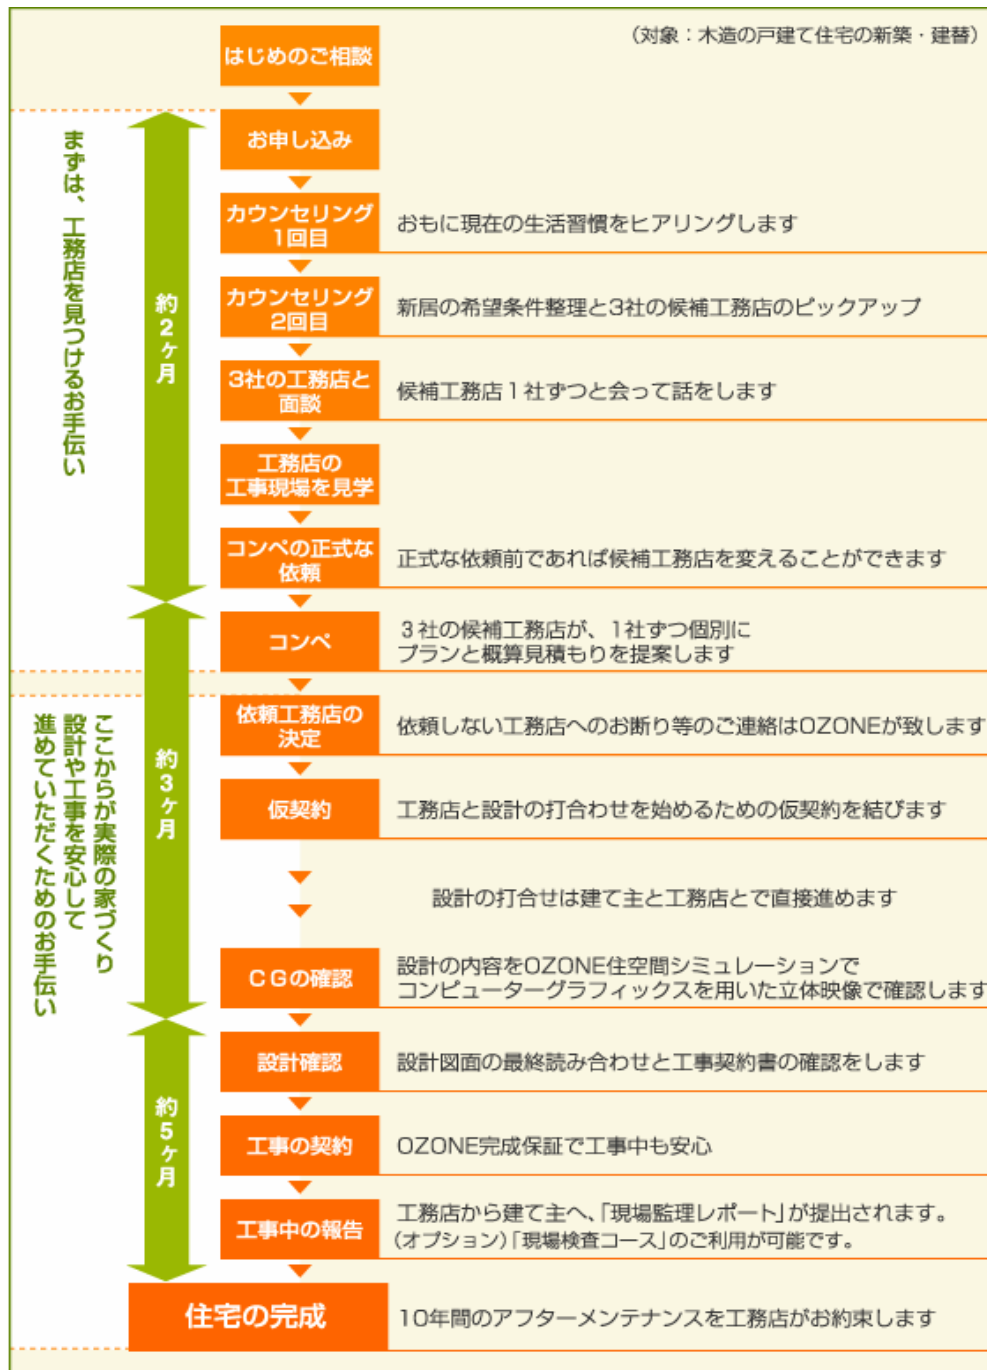 (対象：木造の戸建て住宅の新築・建替)
はじめのご相談
まずは、工務店を見つけるお手伝い
約2ヶ月
お申し込み
カウンセリング
1回目
おもに現在の生活習慣をヒアリングします
カウンセリング
2回目
新居の希望条件整理と3社の候補工務店のピックアップ
3社の工務店と
面談
候補工務店1社ずつと会って話をします
工務店の
工事現場を見学
コンペの正式な
依頼
正式な依頼前であれば候補工務店を変えることができます
約3ヶ月
コンペ
3社の候補工務店が、1社ずつ個別に
プランと概算見積もりを提案します
ここからが実際の家づくり
設計や工事を安心して
進めていただくためのお手伝い
依頼工務店の
決定
依頼しない工務店へのお断り等のご連絡はOZONEが致します
仮契約
工務店と設計の打合わせを始めるための仮契約を結びます
設計の打合せは建て主と工務店とで直接進めます
CGの確認
設計の内容をOZONE住空間シミュレーションで
コンピューターグラフィックスを用いた立体映像で確認します
約5ヶ月
設計確認
設計図面の最終読み合わせと工事契約書の確認をします
工事の契約
OZONE完成保証で工事中も安心
工事中の報告
工務店から建て主へ、「現場監理レポート」が提出されます。
(オプション)「現場検査コース」のご利用が可能です。
住宅の完成
10年間のアフターメンテナンスを工務店がお約束します